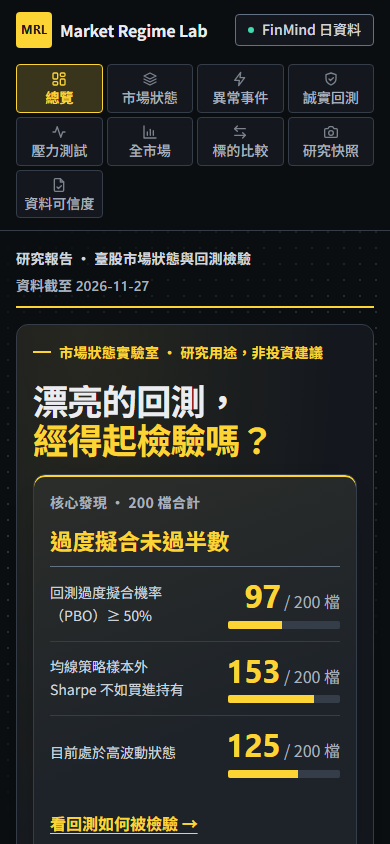 MRL
Market Regime Lab
FinMind 日資料
總覽
市場狀態
異常事件
誠實回測
壓力測試
全市場
標的比較
研究快照
資料可信度
研究報告 • 臺股市場狀態與回測檢驗
資料截至 2026-11-27
市場狀態實驗室 • 研究用途，非投資建議
漂亮的回測，
經得起檢驗嗎？
核心發現 • 200 檔合計
過度擬合未過半數
回測過度擬合機率
（PBO）≥ 50%
97 / 200 檔
均線策略樣本外
Sharpe 不如買進持有
153 / 200 檔
目前處於高波動狀態
125 / 200 檔
看回測如何被檢驗 →